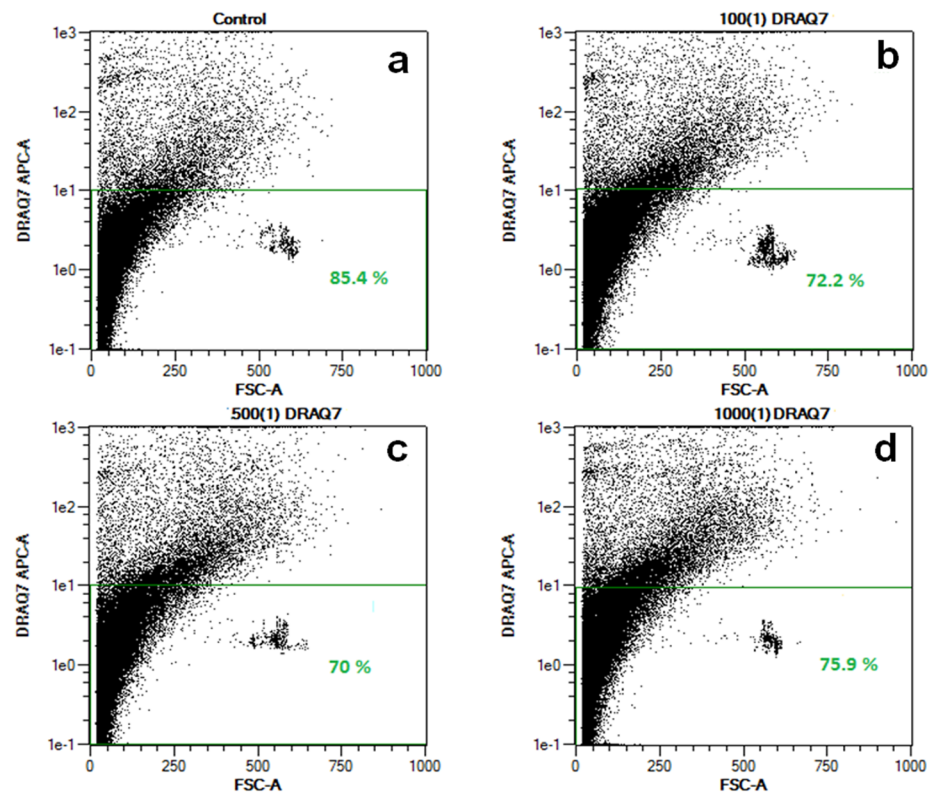 Control
1e3
a
1e2
DRAQ7 APC-A
1e1
1e0
85.4 %
1e-1
0 250 500 750 1000
FSC-A
100(1) DRAQ7
1e3
b
1e2
DRAQ7 APC-A
1e1
1e0
72.2 %
1e-1
0 250 500 750 1000
FSC-A
500(1) DRAQ7
1e3
c
1e2
DRAQ7 APC-A
1e1
1e0
70 %
1e-1
0 250 500 750 1000
FSC-A
1000(1) DRAQ7
1e3
d
1e2
DRAQ7 APC-A
1e1
1e0
75.9 %
1e-1
0 250 500 750 1000
FSC-A